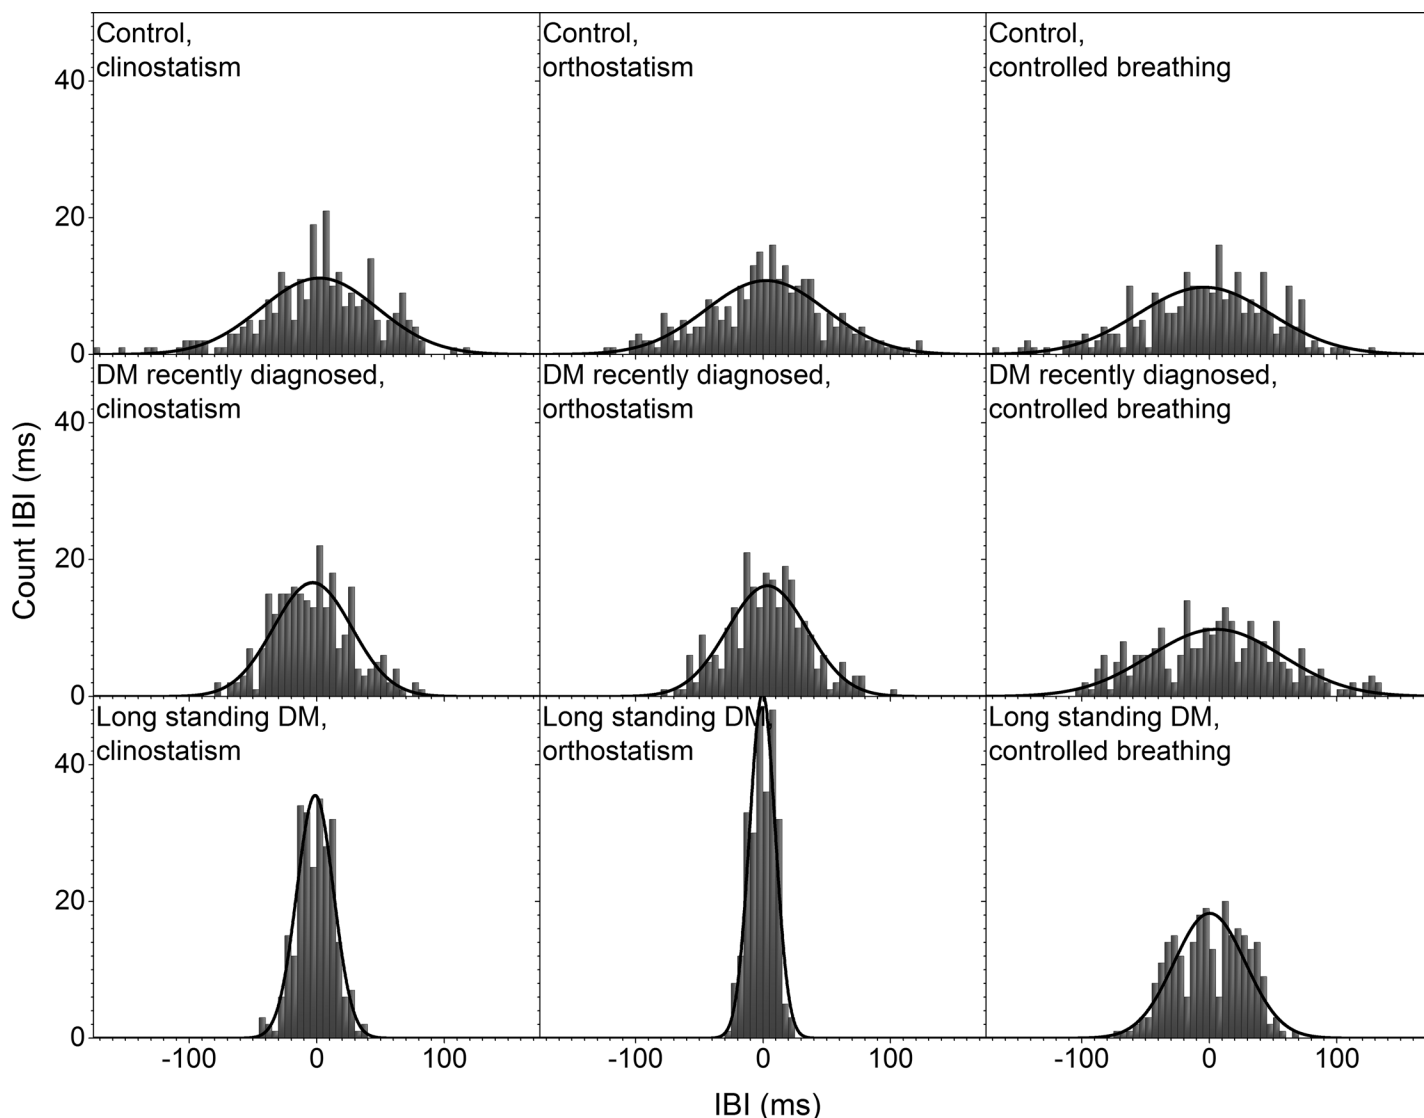 Control,
clinostatism
Control,
orthostatism
Control,
controlled breathing
40
20
0
DM recently diagnosed,
clinostatism
DM recently diagnosed,
orthostatism
DM recently diagnosed,
controlled breathing
40
20
0
Count IBI (ms)
Long standing DM,
clinostatism
Long standing DM,
orthostatism
Long standing DM,
controlled breathing
40
20
0
-100 0 100
-100 0 100
-100 0 100
IBI (ms)